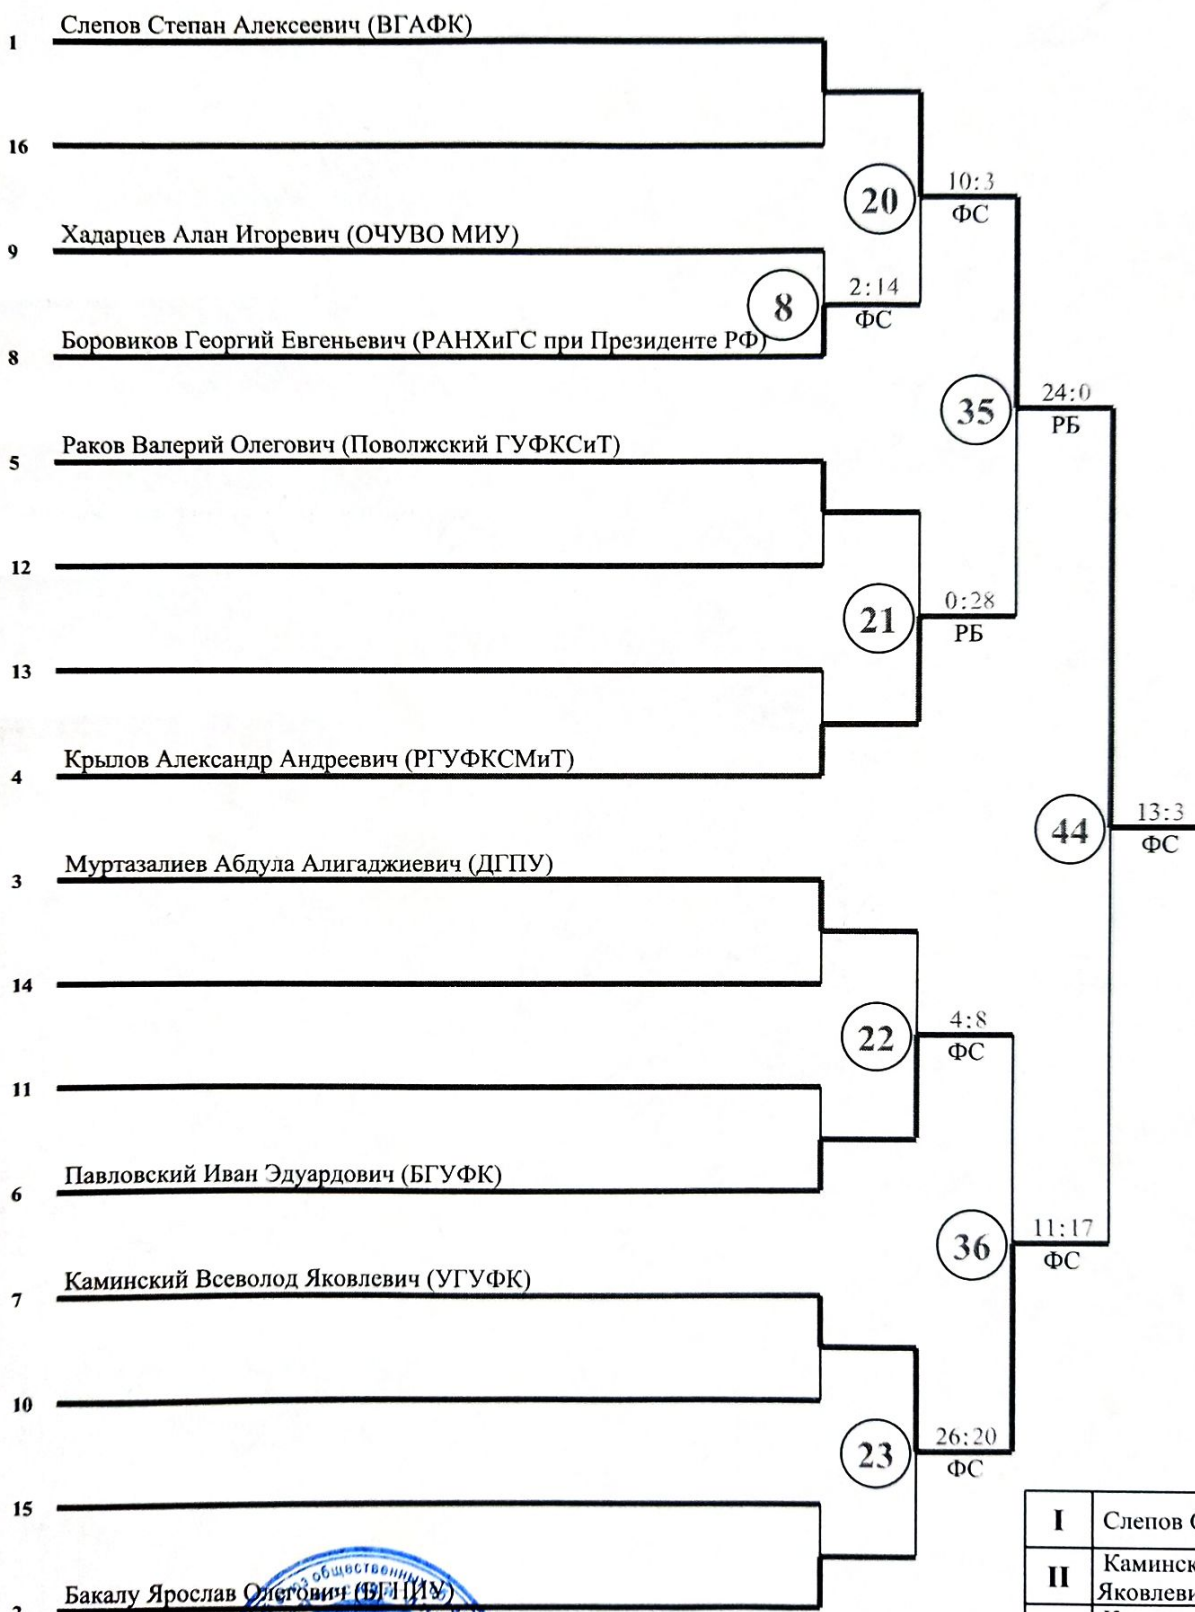 1 Слепов Степан Алексеевич (ВГАФК)
16
20 10:3
ФС
9 Хадарцев Алан Игоревич (ОЧУВО МИУ)
8 2:14
ФС
8 Боровиков Георгий Евгеньевич (РАНХиГС при Президенте РФ)
35 24:0
РБ
5 Раков Валерий Олегович (Поволжский ГУФКСиТ)
12
21 0:28
РБ
13
4 Крылов Александр Андреевич (РГУФКСМиТ)
44 13:3
ФС
3 Муртазалиев Абдула Алигаджиевич (ДГПУ)
14
22 4:8
ФС
11
6 Павловский Иван Эдуардович (БГУФК)
36 11:17
ФС
7 Каминский Всеволод Яковлевич (УГУФК)
10
23 26:20
ФС
15
I Слепов
II Каминск
Яковлеви
Бакалу Ярослав Олегович
общественных